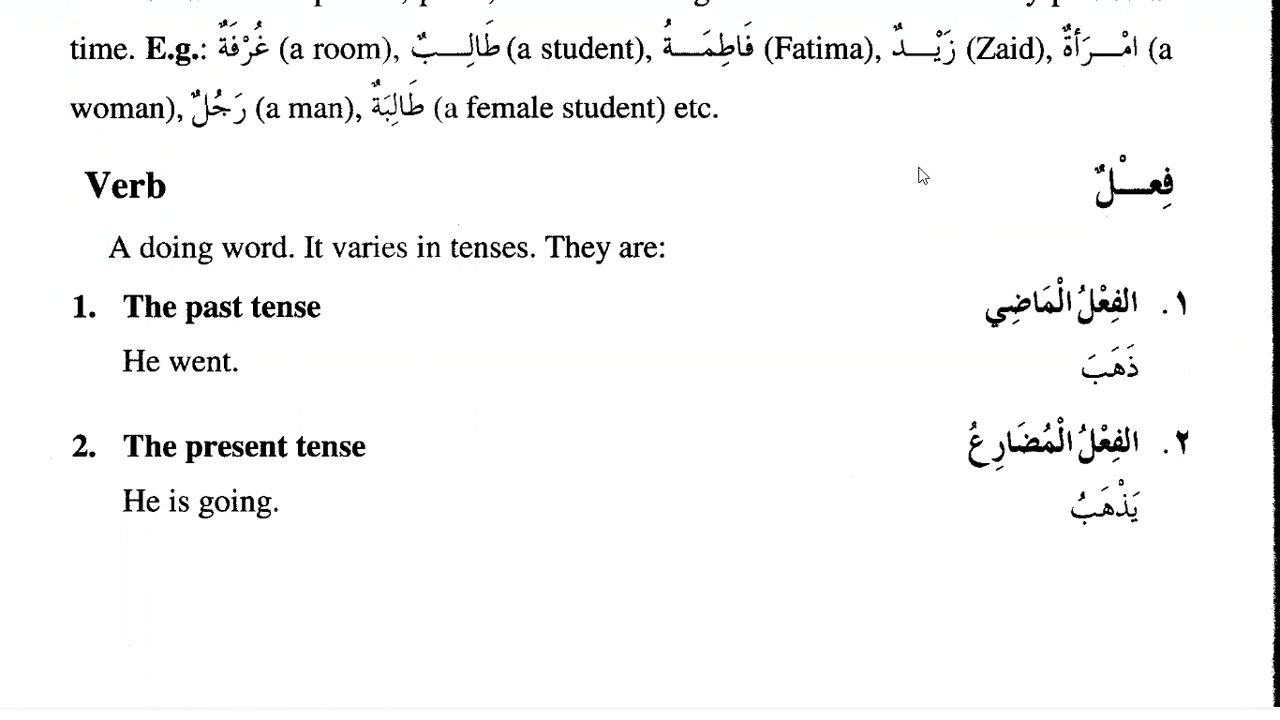 time. E.g.: غُرْفَةٌ (a room), طَالِبٌ (a student), فَاطِمَةُ (Fatima), زَيْدٌ (Zaid), امْرَأَةٌ (a
woman), رَجُلٌ (a man), طَالِبَةٌ (a female student) etc.
Verb فِعْلٌ
A doing word. It varies in tenses. They are:
1. The past tense ١. الفِعْلُ الْمَاضِي
He went. ذَهَبَ
2. The present tense ٢. الفِعْلُ الْمُضَارِعُ
He is going. يَذْهَبُ